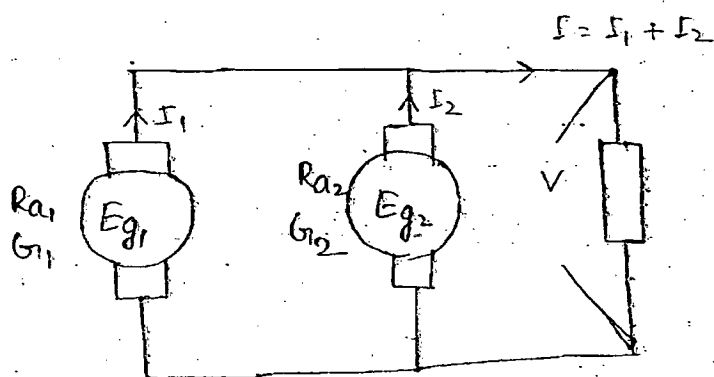 I = I₁ + I₂
I₁
I₂
Ra₁
G₁
Eg₁
Ra₂
G₂
Eg₂
V